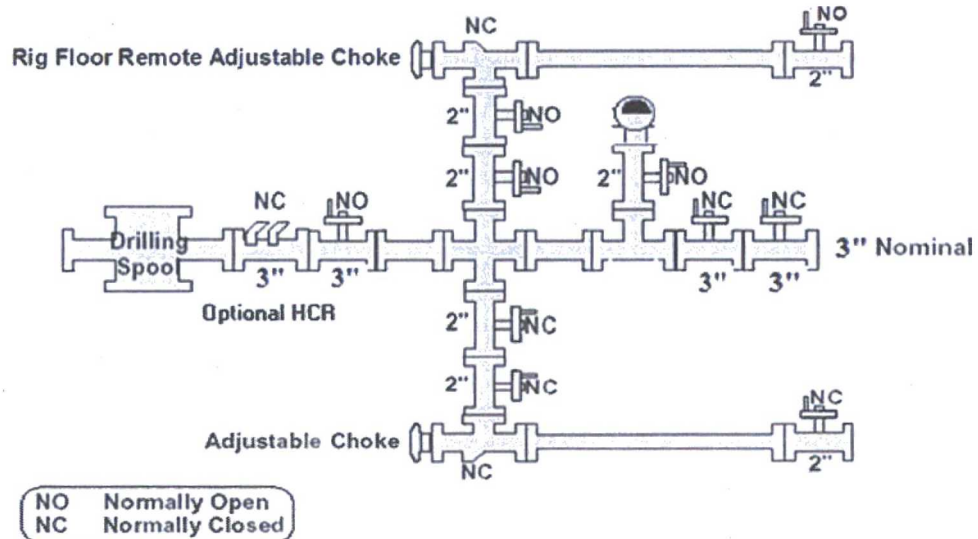 NC
NO
Rig Floor Remote Adjustable Choke
2"
2"
NO
2"
NO
2"
NO
NC
NO
NC
NC
Drilling
Spool
3" Nominal
3"
3"
3"
3"
Optional HCR
2"
NC
2"
NC
NC
Adjustable Choke
NC
2"
NO Normally Open
NC Normally Closed